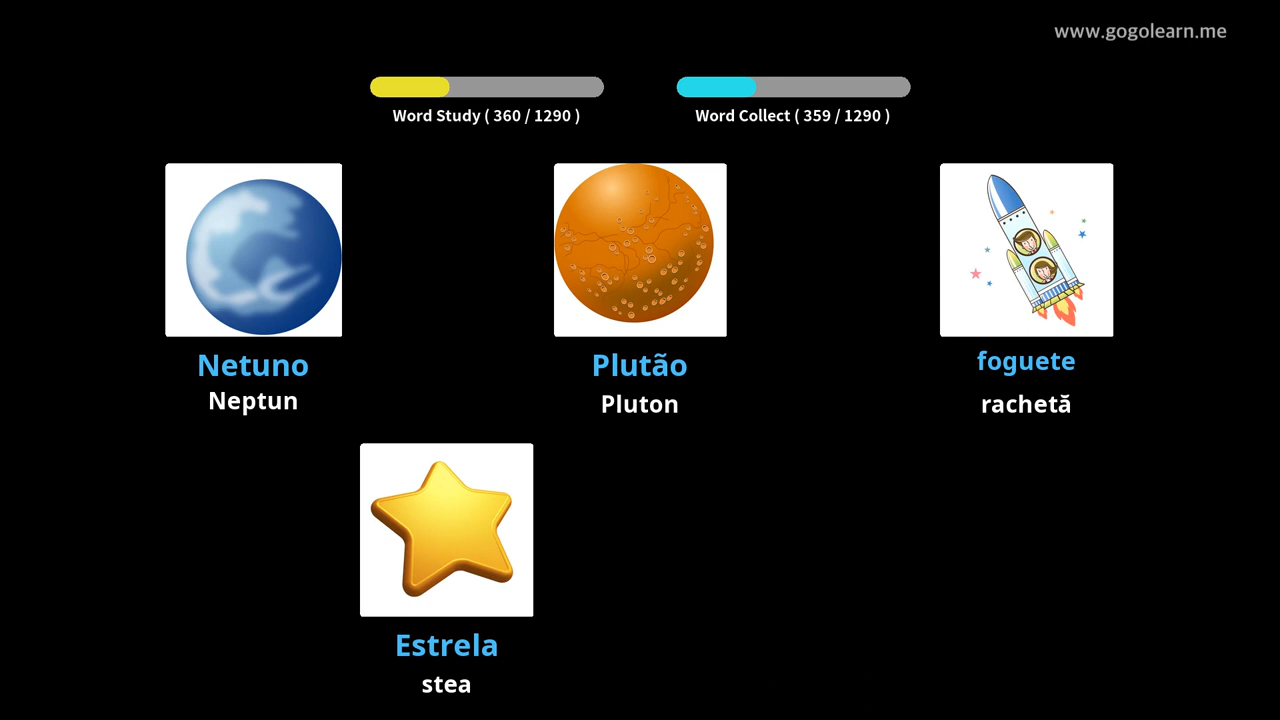 www.gogolearn.me
Word Study ( 360 / 1290 )
Word Collect ( 359 / 1290 )
Netuno
Neptun
Plutão
Pluton
foguete
rachetă
Estrela
stea